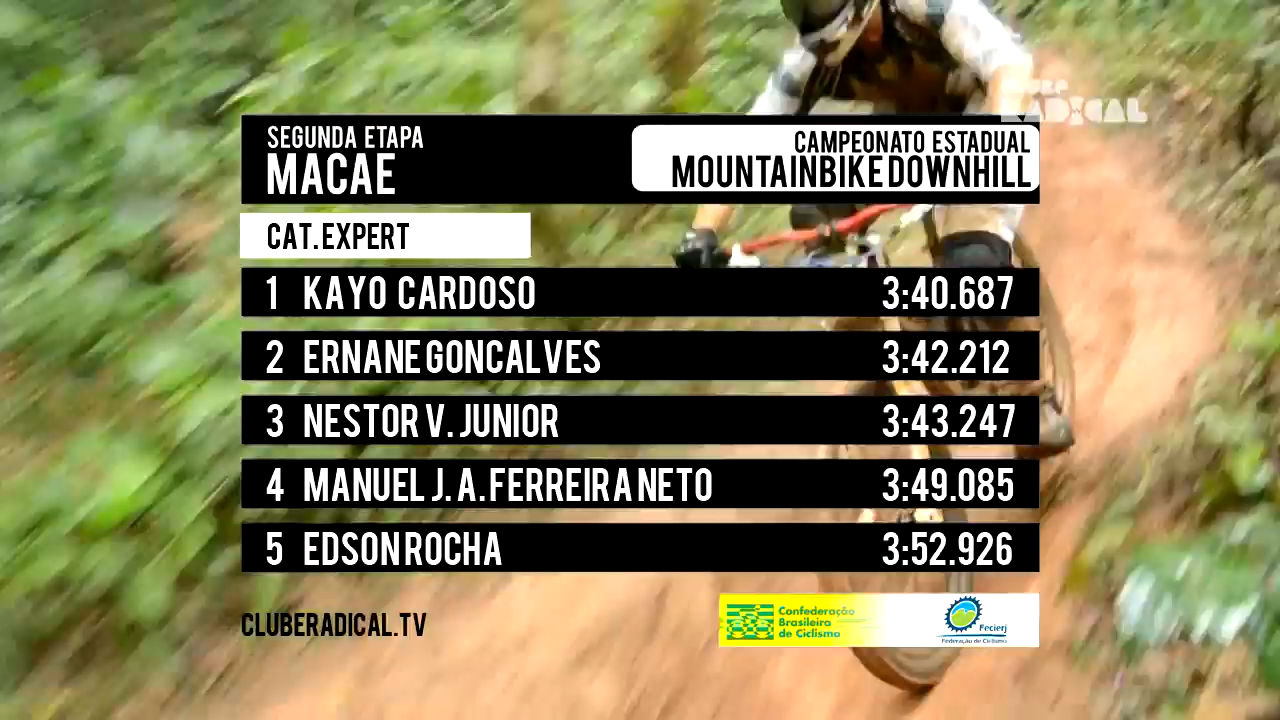 CLUBE
RADICAL
SEGUNDA ETAPA
MACAE
CAMPEONATO ESTADUAL
MOUNTAINBIKE DOWNHILL
CAT. EXPERT
1 KAYO CARDOSO 3:40.687
2 ERNANE GONCALVES 3:42.212
3 NESTOR V. JUNIOR 3:43.247
4 MANUEL J. A. FERREIRA NETO 3:49.085
5 EDSON ROCHA 3:52.926
CLUBERADICAL.TV
Confederação
Brasileira
de Ciclismo
Fecierj
Federação de Ciclismo